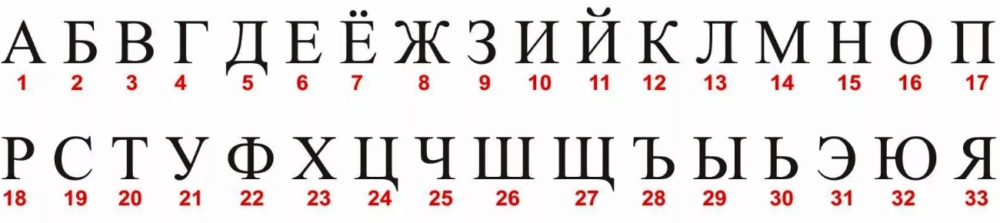 А Б В Г Д Е Ё Ж З И Й К Л М Н О П
1 2 3 4 5 6 7 8 9 10 11 12 13 14 15 16 17
Р С Т У Ф Х Ц Ч Ш Щ Ъ Ы Ь Э Ю Я
18 19 20 21 22 23 24 25 26 27 28 29 30 31 32 33